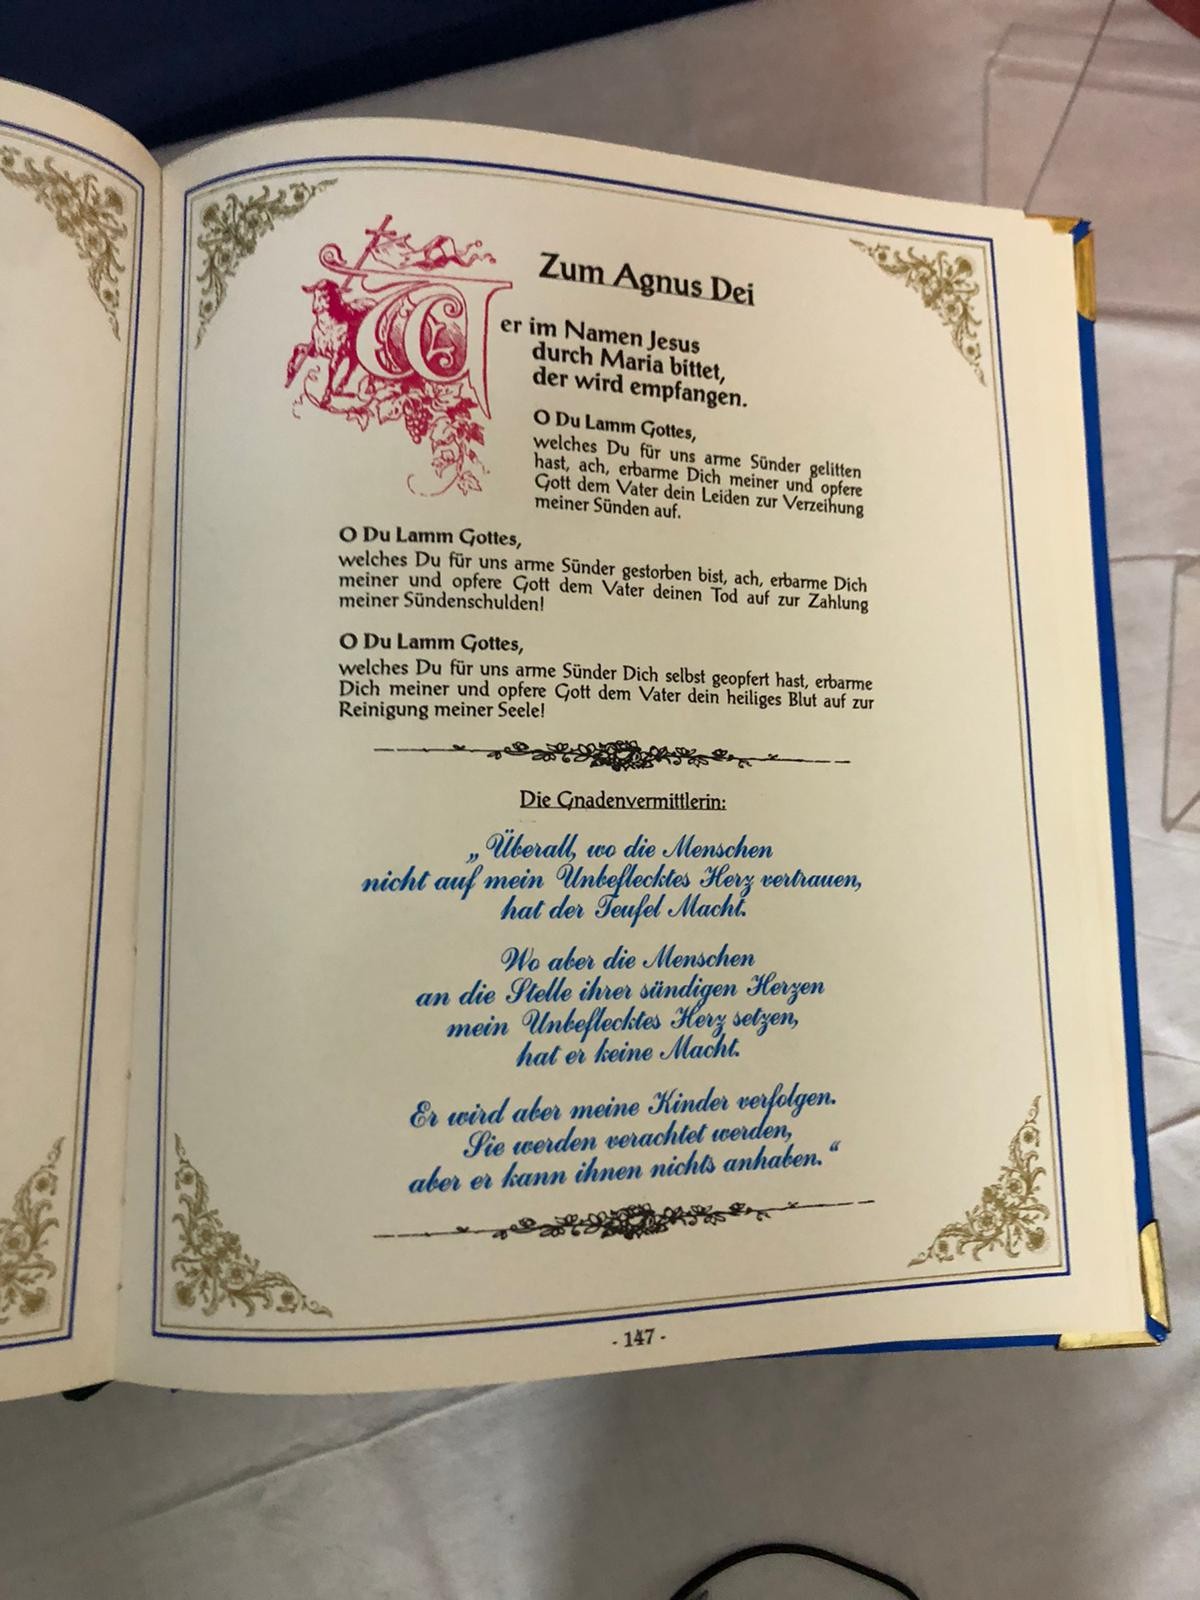 Zum Agnus Dei
Wer im Namen Jesus
durch Maria bittet,
der wird empfangen.
O Du Lamm Gottes,
welches Du für uns arme Sünder gelitten
hast, ach, erbarme Dich meiner und opfere
Gott dem Vater dein Leiden zur Verzeihung
meiner Sünden auf.
O Du Lamm Gottes,
welches Du für uns arme Sünder gestorben bist, ach, erbarme Dich
meiner und opfere Gott dem Vater deinen Tod auf zur Zahlung
meiner Sündenschulden!
O Du Lamm Gottes,
welches Du für uns arme Sünder Dich selbst geopfert hast, erbarme
Dich meiner und opfere Gott dem Vater dein heiliges Blut auf zur
Reinigung meiner Seele!
Die Gnadenvermittlerin:
„Überall, wo die Menschen
nicht auf mein Unbeflecktes Herz vertrauen,
hat der Teufel Macht.
Wo aber die Menschen
an die Stelle ihrer sündigen Herzen
mein Unbeflecktes Herz setzen,
hat er keine Macht.
Er wird aber meine Kinder verfolgen.
Sie werden verachtet werden,
aber er kann ihnen nichts anhaben.“
- 147 -